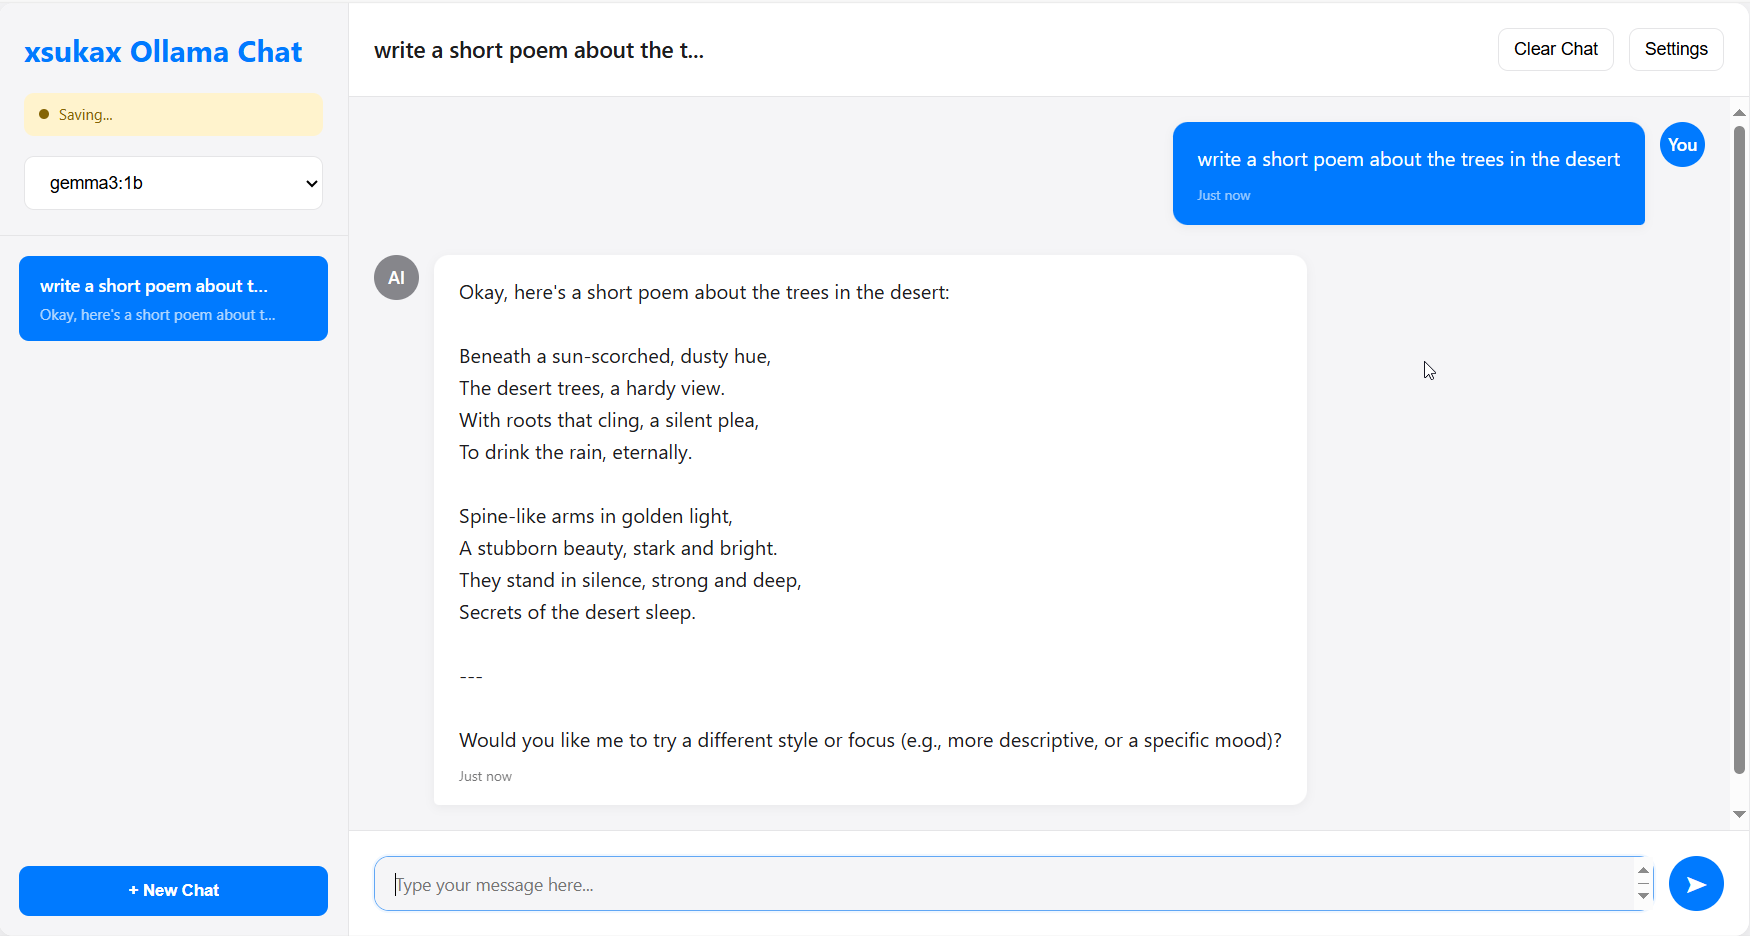 xsukax Ollama Chat
Saving...
gemma3:1b
write a short poem about t...
Okay, here's a short poem about t...
+ New Chat
write a short poem about the t...
Clear Chat
Settings
write a short poem about the trees in the desert
Just now
You
AI
Okay, here's a short poem about the trees in the desert:
Beneath a sun-scorched, dusty hue,
The desert trees, a hardy view.
With roots that cling, a silent plea,
To drink the rain, eternally.
Spine-like arms in golden light,
A stubborn beauty, stark and bright.
They stand in silence, strong and deep,
Secrets of the desert sleep.
---
Would you like me to try a different style or focus (e.g., more descriptive, or a specific mood)?
Just now
Type your message here...